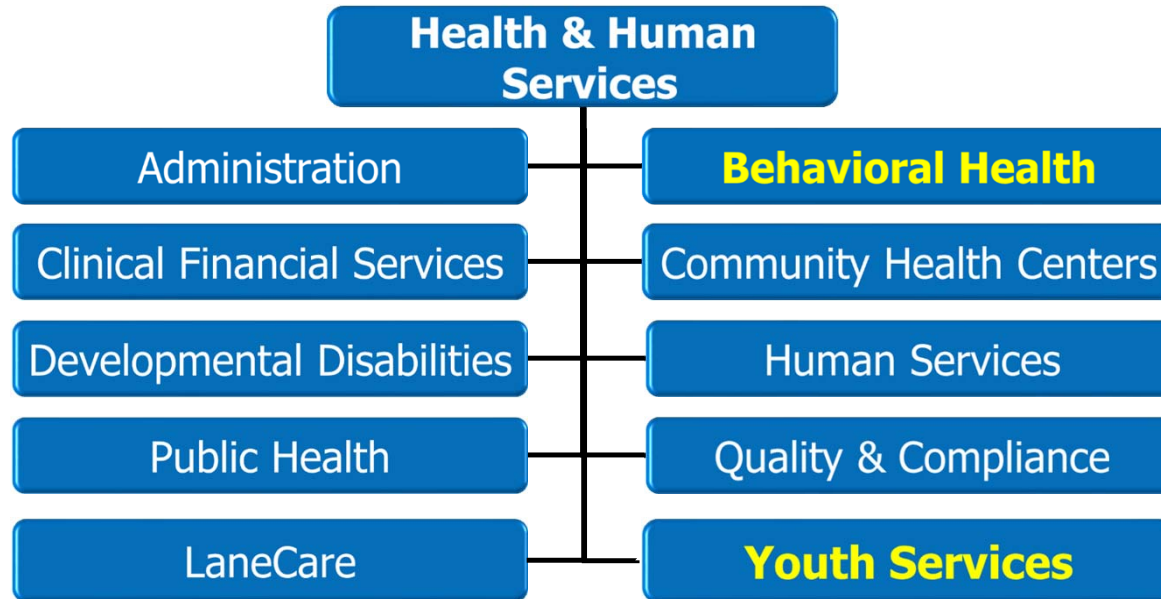 Health & Human
Services
Administration
Behavioral Health
Clinical Financial Services
Community Health Centers
Developmental Disabilities
Human Services
Public Health
Quality & Compliance
LaneCare
Youth Services